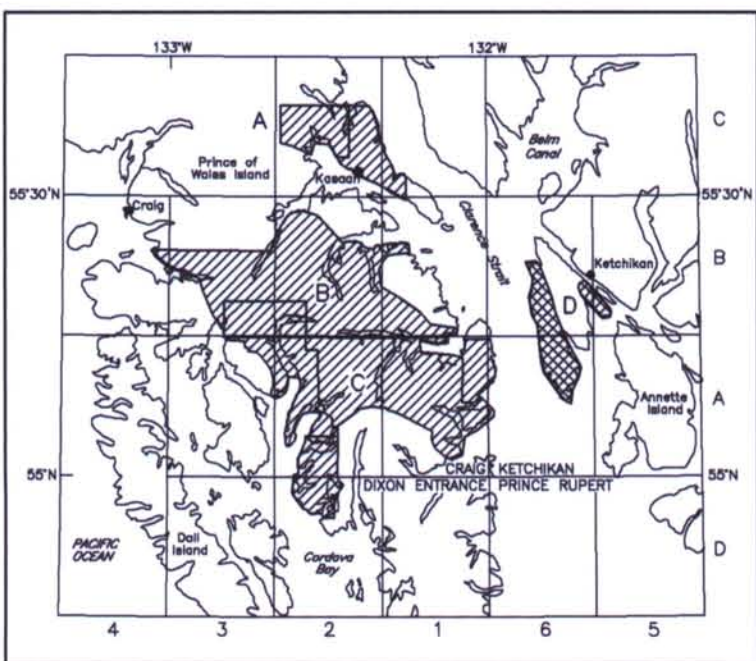 133°W 132°W
A
C
Behm
Canal
Prince of
Wales Island
Kasaan
55°30'N
55°30'N
Craig
Clarence Strait
B
Ketchikan
B
D
C
A
Annette
Island
CRAIG KETCHIKAN
55°N
55°N
DIXON ENTRANCE PRINCE RUPERT
PACIFIC
OCEAN
Dall
Island
Cordova
Bay
D
4 3 2 1 6 5